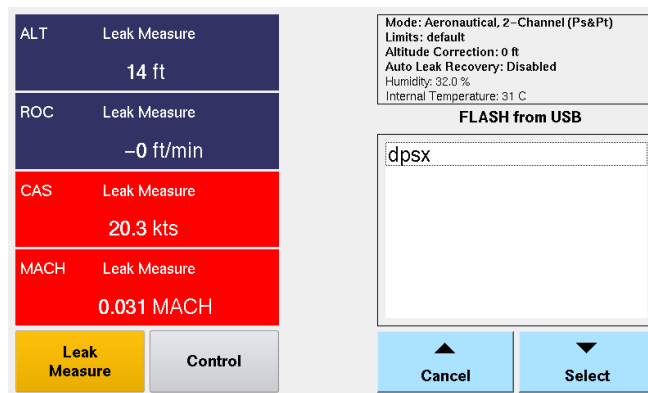 ALT Leak Measure
14 ft
ROC Leak Measure
−0 ft/min
CAS Leak Measure
20.3 kts
MACH Leak Measure
0.031 MACH
Leak
Measure
Control
Mode: Aeronautical, 2−Channel (Ps&Pt)
Limits: default
Altitude Correction: 0 ft
Auto Leak Recovery: Disabled
Humidity: 32.0 %
Internal Temperature: 31 C
FLASH from USB
dpsx
Cancel
Select